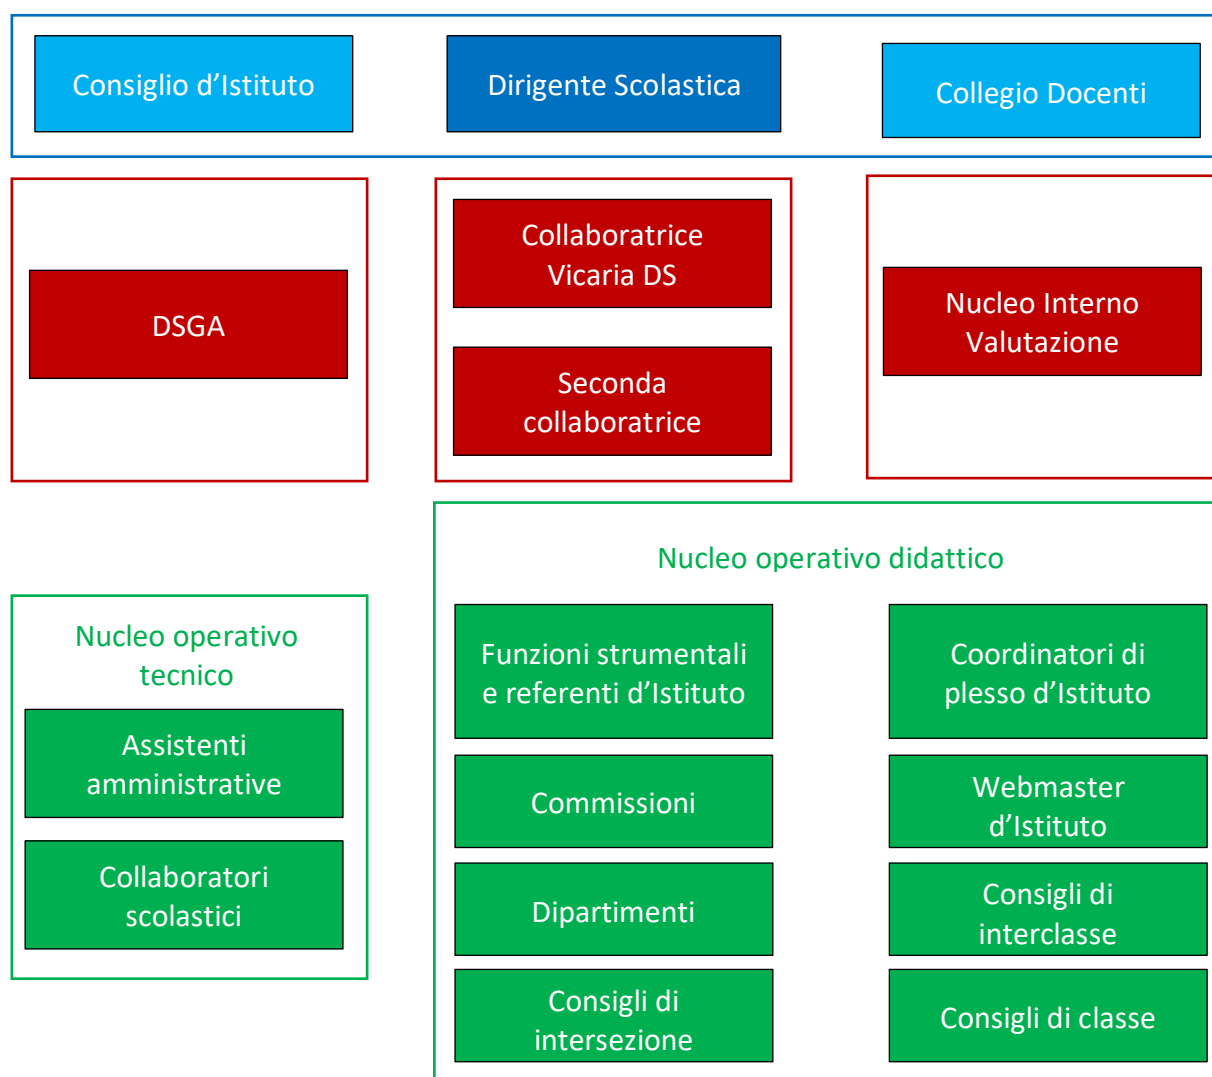 Consiglio d’Istituto
Dirigente Scolastica
Collegio Docenti
DSGA
Collaboratrice
Vicaria DS
Seconda
collaboratrice
Nucleo Interno
Valutazione
Nucleo operativo
tecnico
Assistenti
amministrative
Collaboratori
scolastici
Nucleo operativo didattico
Funzioni strumentali
e referenti d’Istituto
Coordinatori di
plesso d’Istituto
Commissioni
Webmaster
d’Istituto
Dipartimenti
Consigli di
interclasse
Consigli di
intersezione
Consigli di classe